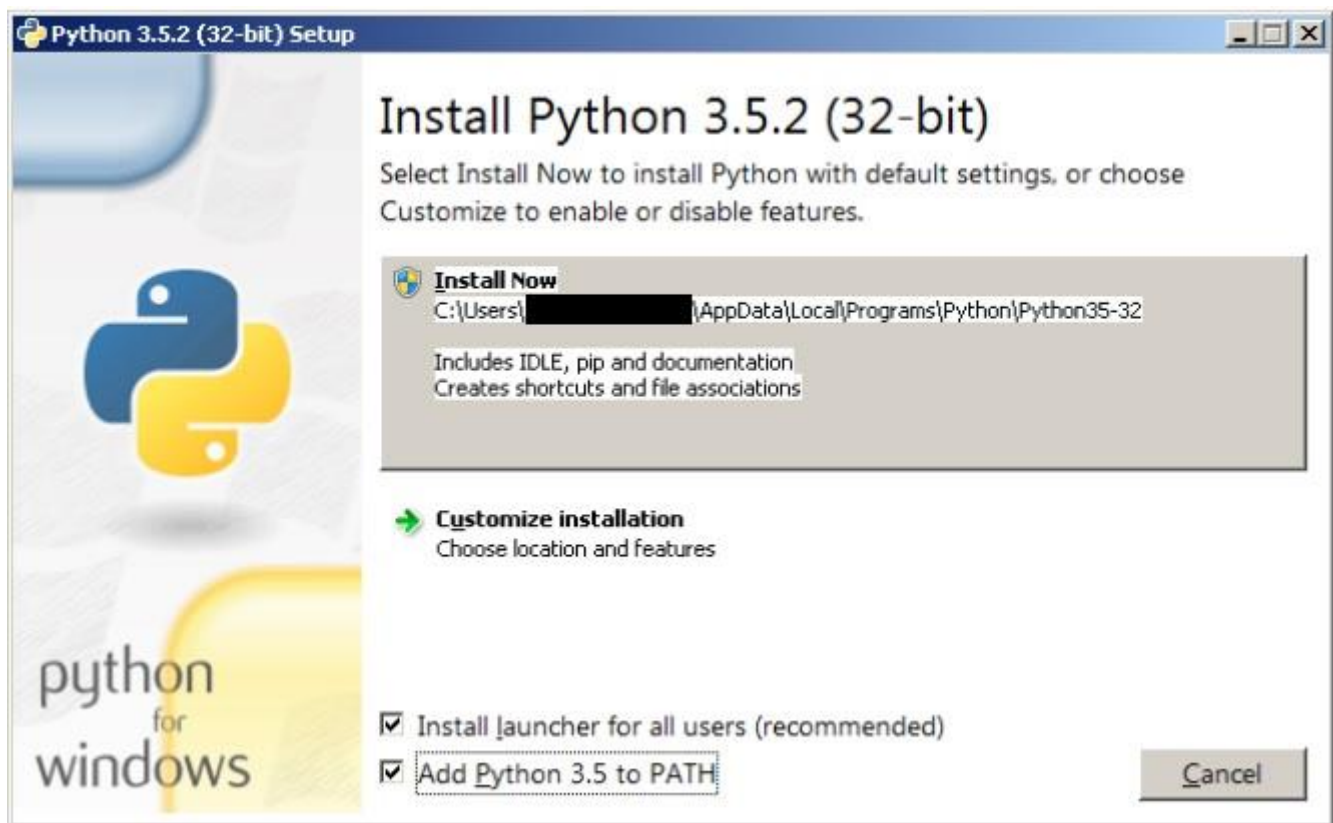 Python 3.5.2 (32-bit) Setup
Install Python 3.5.2 (32-bit)
Select Install Now to install Python with default settings, or choose
Customize to enable or disable features.
Install Now
C:\Users\ \AppData\Local\Programs\Python\Python35-32
Includes IDLE, pip and documentation
Creates shortcuts and file associations
Customize installation
Choose location and features
python
for
windows
Install launcher for all users (recommended)
Add Python 3.5 to PATH
Cancel